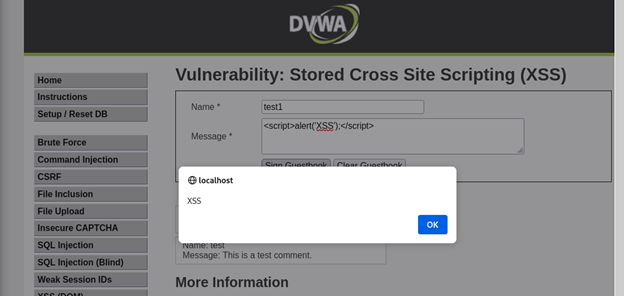 DVWA
Vulnerability: Stored Cross Site Scripting (XSS)
Home
Instructions
Setup / Reset DB
Brute Force
Command Injection
CSRF
File Inclusion
File Upload
Insecure CAPTCHA
SQL Injection
SQL Injection (Blind)
Weak Session IDs
XSS (DOM)
Name *
test1
Message *
<script>alert('XSS');</script>
Sign Guestbook
Clear Guestbook
localhost
XSS
OK
Name: test
Message: This is a test comment.
More Information